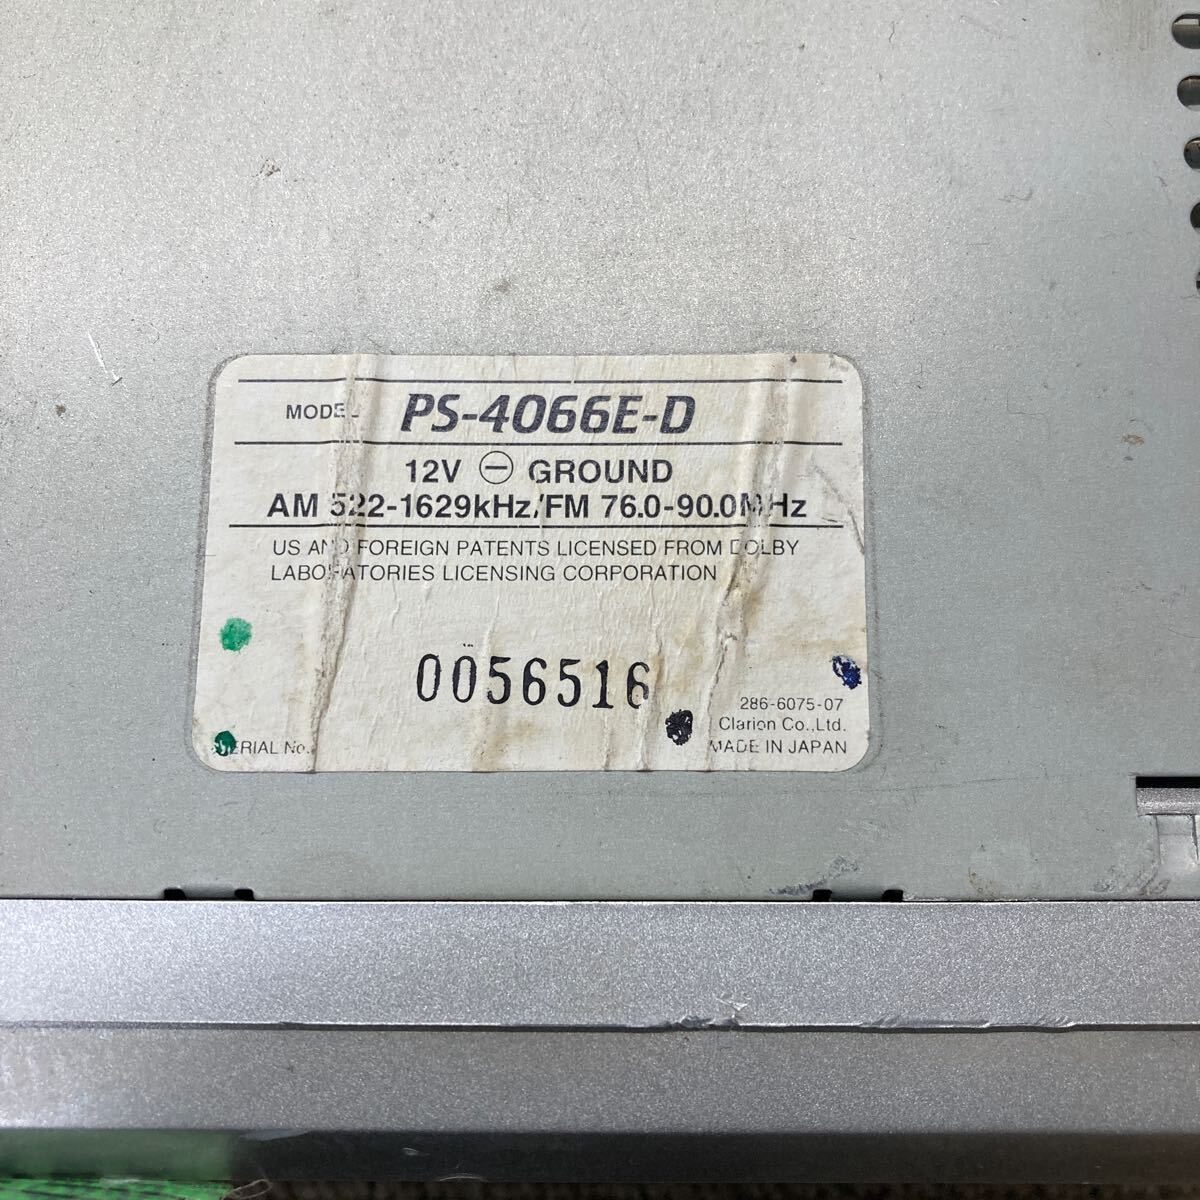 MODEL PS-4066E-D
12V ⊖ GROUND
AM 522-1629kHz/FM 76.0-90.0MHz
US AND FOREIGN PATENTS LICENSED FROM DOLBY
LABORATORIES LICENSING CORPORATION
0056516
286-6075-07
Clarion Co.,Ltd.
SERIAL No.
MADE IN JAPAN